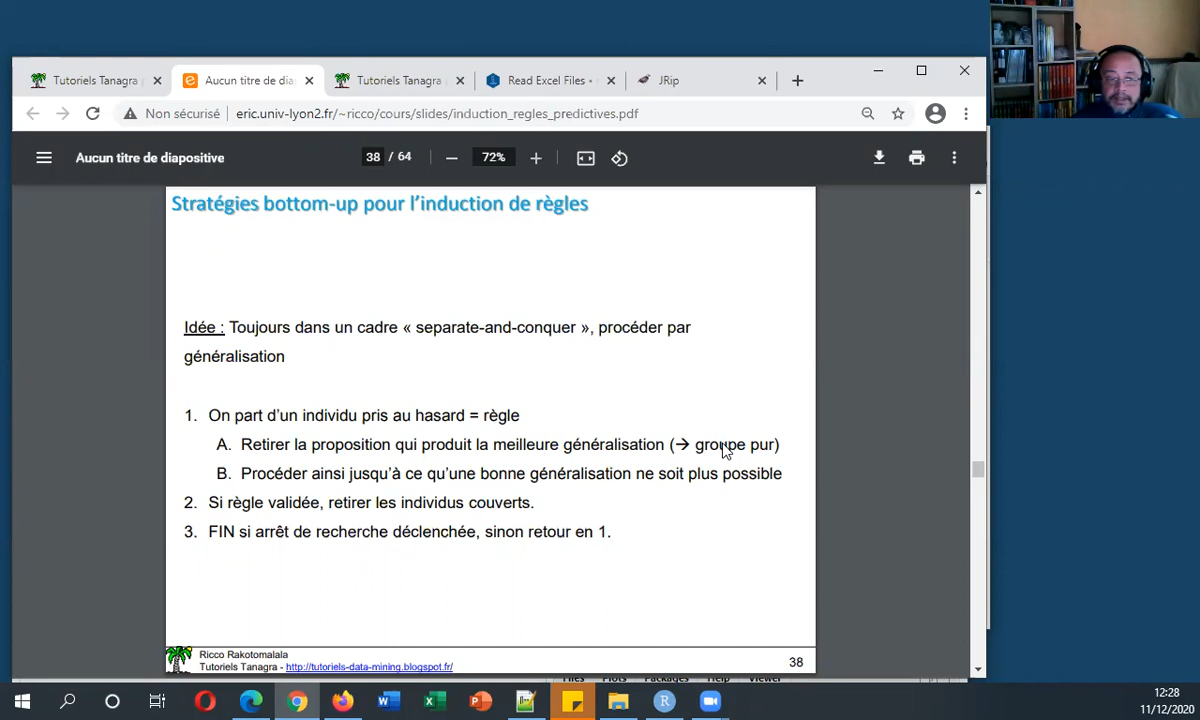 Tutoriels Tanagra
Aucun titre de dia
Tutoriels Tanagra
Read Excel Files •
JRip
Non sécurisé
eric.univ-lyon2.fr/~ricco/cours/slides/induction_regles_predictives.pdf
Aucun titre de diapositive
38 / 64
72%
Stratégies bottom-up pour l'induction de règles
Idée : Toujours dans un cadre « separate-and-conquer », procéder par
généralisation
1. On part d'un individu pris au hasard = règle
A. Retirer la proposition qui produit la meilleure généralisation (→ groupe pur)
B. Procéder ainsi jusqu'à ce qu'une bonne généralisation ne soit plus possible
2. Si règle validée, retirer les individus couverts.
3. FIN si arrêt de recherche déclenchée, sinon retour en 1.
Ricco Rakotomalala
Tutoriels Tanagra - http://tutoriels-data-mining.blogspot.fr/
38
Files Plots Packages Help Viewer
12:28
11/12/2020